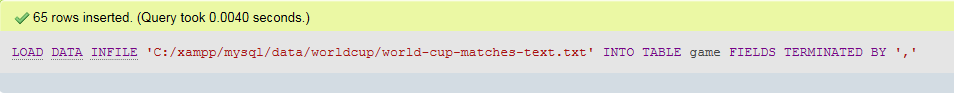 65 rows inserted. (Query took 0.0040 seconds.)
LOAD DATA INFILE 'C:/xampp/mysql/data/worldcup/world-cup-matches-text.txt' INTO TABLE game FIELDS TERMINATED BY ','